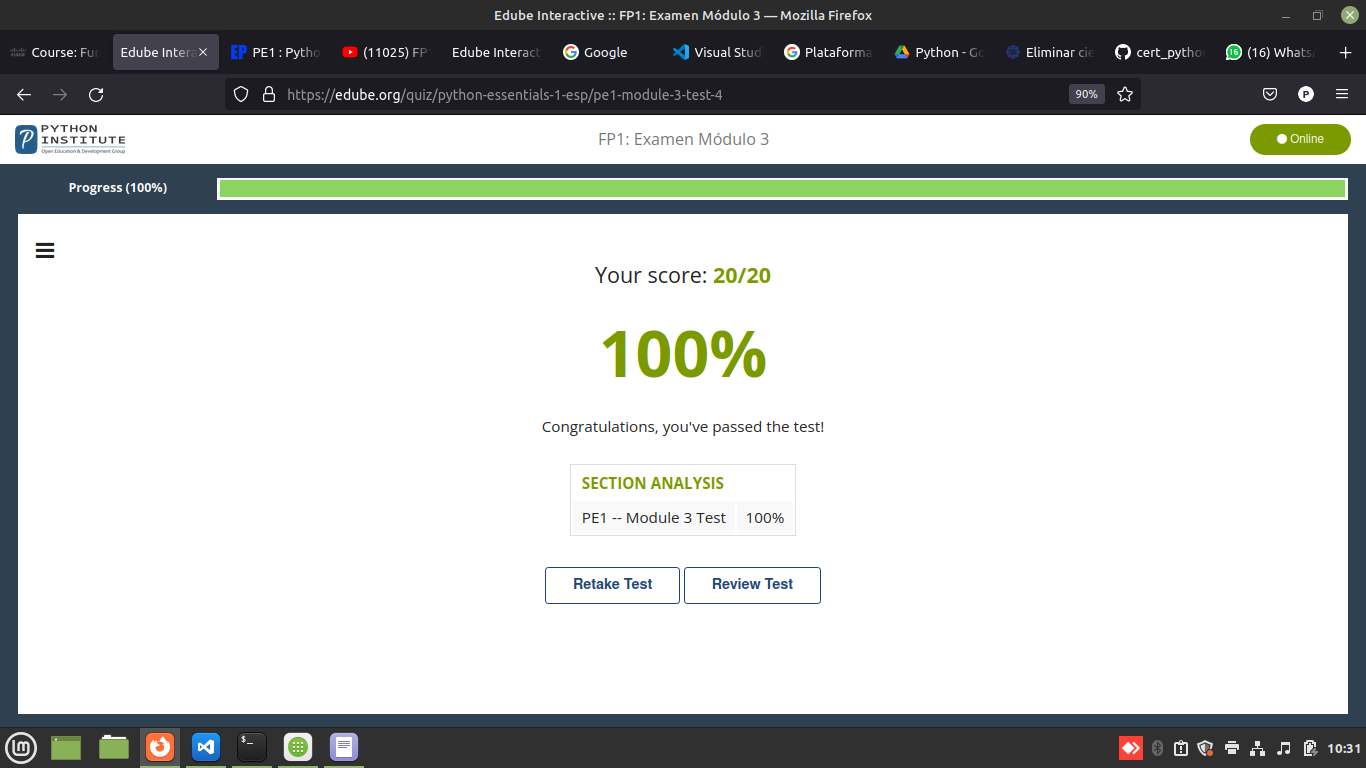 Edube Interactive :: FP1: Examen Módulo 3 — Mozilla Firefox
Course: Fun
Edube Intera
PE1 : Pytho
(11025) FP
Edube Interact
Google
Visual Stud
Plataforma
Python - Go
Eliminar cie
cert_python
(16) Whats
https://edube.org/quiz/python-essentials-1-esp/pe1-module-3-test-4
90%
P
PYTHON
INSTITUTE
Open Education & Development Group
FP1: Examen Módulo 3
Online
Progress (100%)
Your score: 20/20
100%
Congratulations, you've passed the test!
SECTION ANALYSIS
PE1 -- Module 3 Test 100%
Retake Test Review Test
10:31